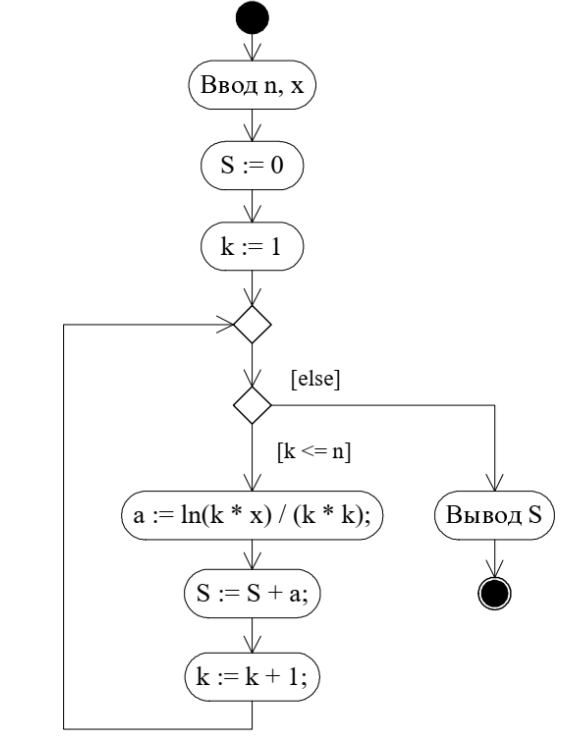 Ввод n, x
S := 0
k := 1
[else]
[k <= n]
a := ln(k * x) / (k * k);
Вывод S
S := S + a;
k := k + 1;